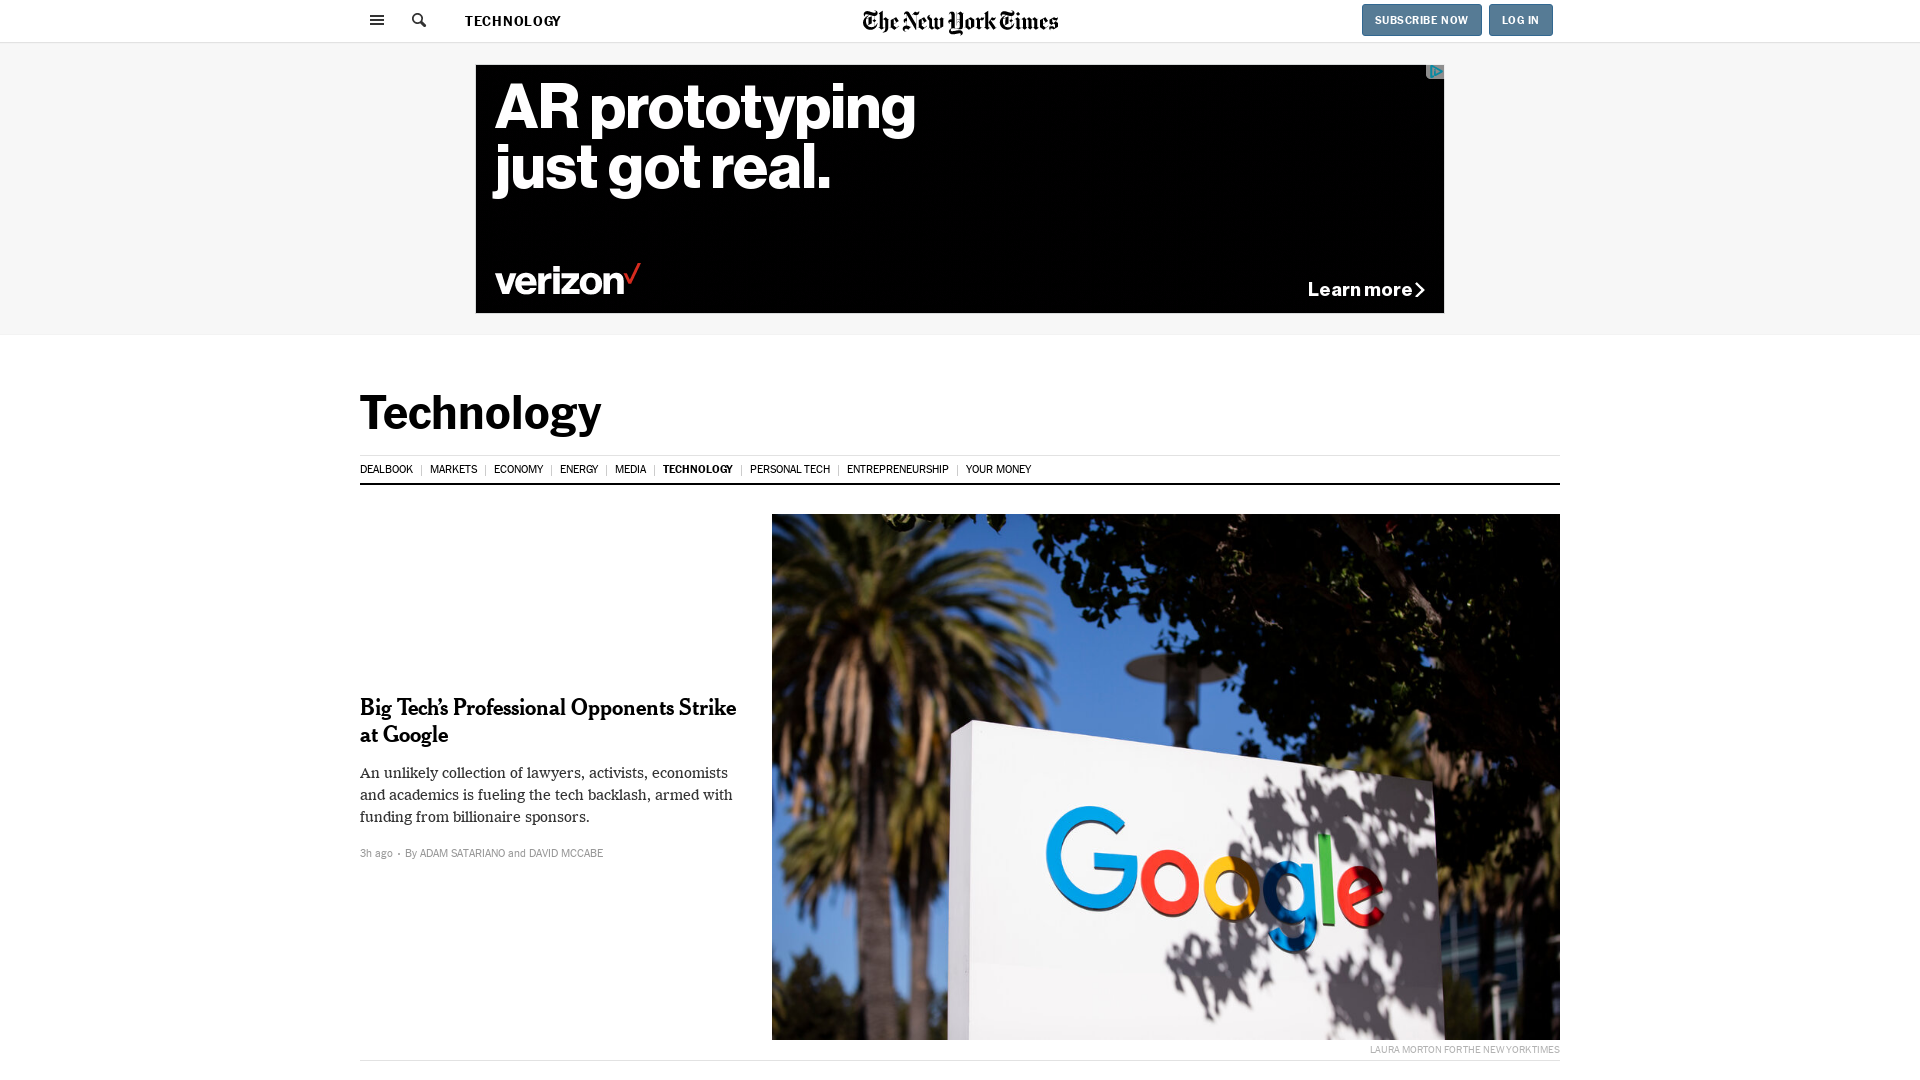 TECHNOLOGY
The New York Times
SUBSCRIBE NOW
LOG IN
AR prototyping
just got real.
verizon
Learn more
Technology
DEALBOOK
MARKETS
ECONOMY
ENERGY
MEDIA
TECHNOLOGY
PERSONAL TECH
ENTREPRENEURSHIP
YOUR MONEY
Big Tech’s Professional Opponents Strike
at Google
An unlikely collection of lawyers, activists, economists
and academics is fueling the tech backlash, armed with
funding from billionaire sponsors.
3h ago • By ADAM SATARIANO and DAVID MCCABE
Google
LAURA MORTON FOR THE NEW YORK TIMES